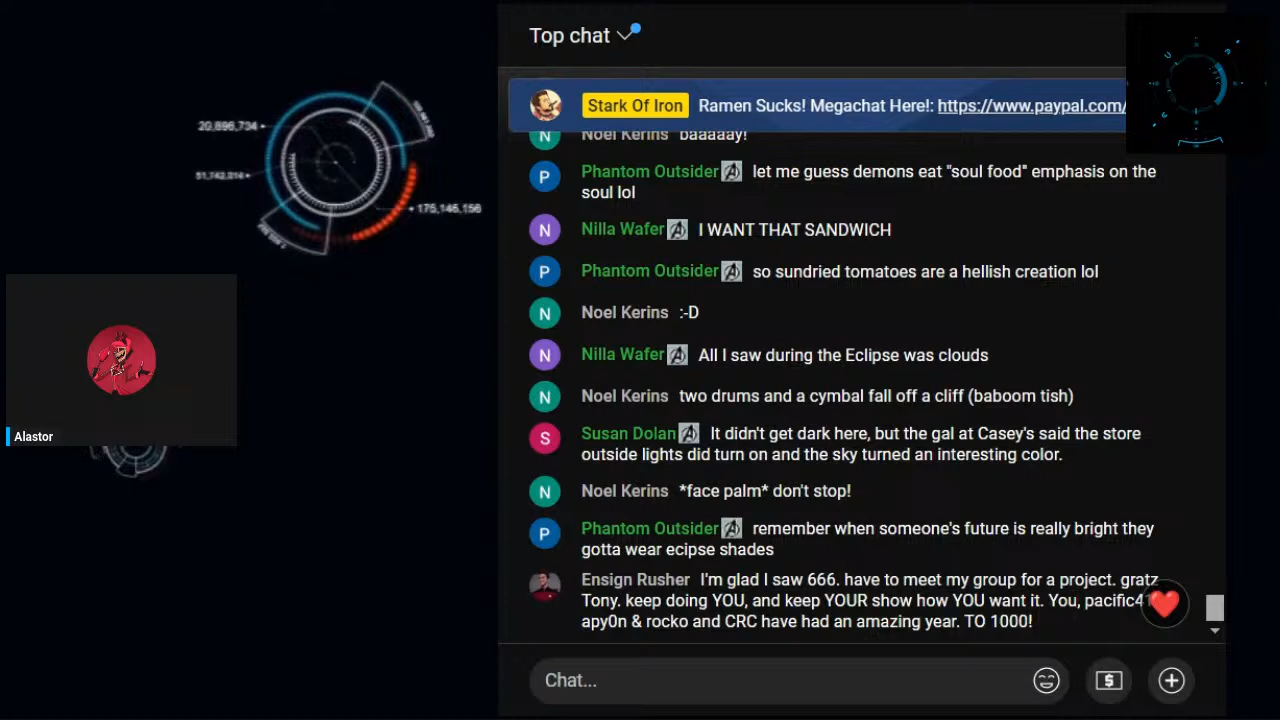 Top chat
Stark Of Iron Ramen Sucks! Megachat Here!: https://www.paypal.com/
N Noel Kerins baaaaay!
P Phantom Outsider let me guess demons eat "soul food" emphasis on the
soul lol
N Nilla Wafer I WANT THAT SANDWICH
P Phantom Outsider so sundried tomatoes are a hellish creation lol
N Noel Kerins :-D
N Nilla Wafer All I saw during the Eclipse was clouds
N Noel Kerins two drums and a cymbal fall off a cliff (baboom tish)
S Susan Dolan It didn't get dark here, but the gal at Casey's said the store
outside lights did turn on and the sky turned an interesting color.
N Noel Kerins *face palm* don't stop!
P Phantom Outsider remember when someone's future is really bright they
gotta wear ecipse shades
Ensign Rusher I'm glad I saw 666. have to meet my group for a project. gratz
Tony. keep doing YOU, and keep YOUR show how YOU want it. You,
apy0n & rocko and CRC have had an amazing year. TO 1000!
Chat...
20,896,734
175,145,156
Alastor